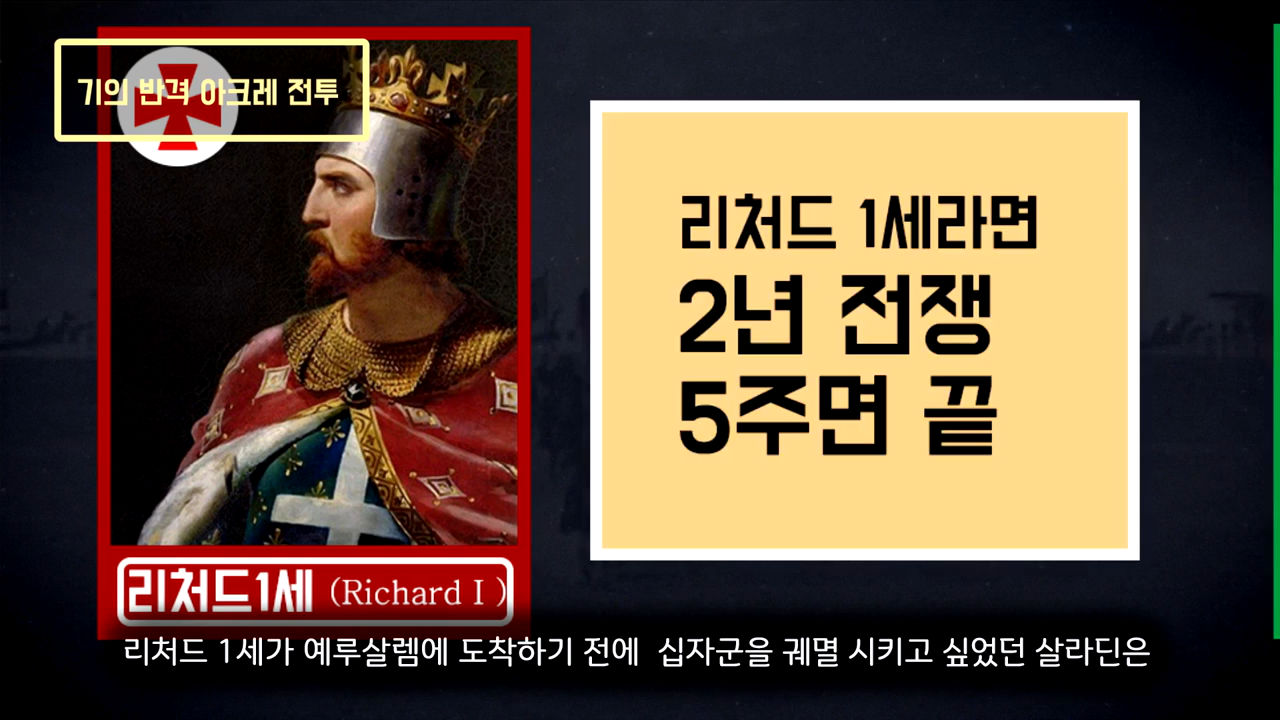 기의 반격 아크레 전투
리처드 1세라면
2년 전쟁
5주면 끝
리처드1세 (Richard I)
리처드 1세가 예루살렘에 도착하기 전에 십자군을 궤멸 시키고 싶었던 살라딘은